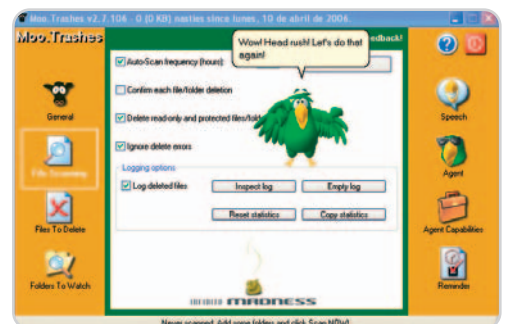 Moo.Trashes v2.7.104 - 0 (0 KB) nasties since lunes, 10 de abril de 2006.
Moo.Trashes
edback!
Wow! Head rush! Let's do that
again!
Auto-Scan frequency (hours):
Confirm each file/folder deletion
Delete read-only and protected files/fold
Ignore delete errors
Logging options
Log deleted files
Inspect log
Empty log
Reset statistics
Copy statistics
INFINITE MADNESS
General
File Scanning
Files To Delete
Folders To Watch
Speech
Agent
Agent Capabilities
Reminder
Never scanned. Add some folders and click Scan NOW!